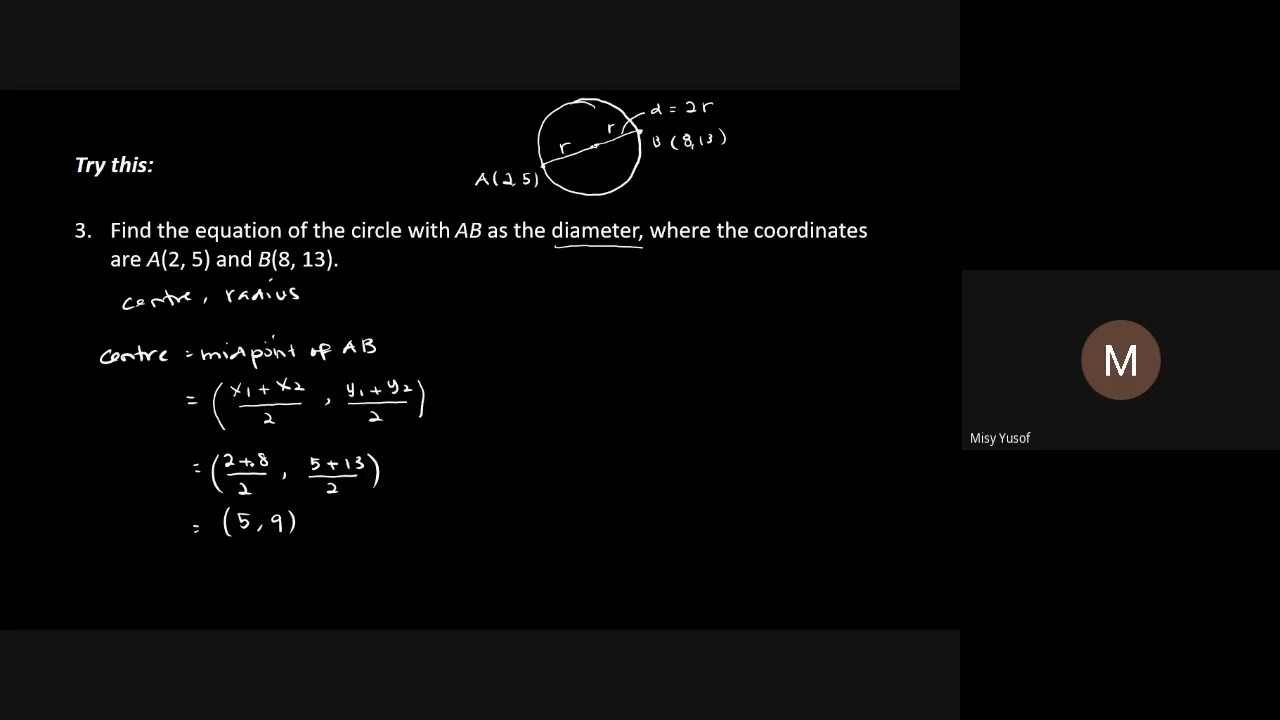 d = 2r
r
r
B (8,13)
Try this:
A(2,5)
3. Find the equation of the circle with AB as the diameter, where the coordinates
are A(2, 5) and B(8, 13).
centre, radius
centre = midpoint of AB
= (x₁ + x₂ / 2 , y₁ + y₂ / 2)
= (2+8 / 2 , 5+13 / 2)
= (5, 9)
M
Misy Yusof